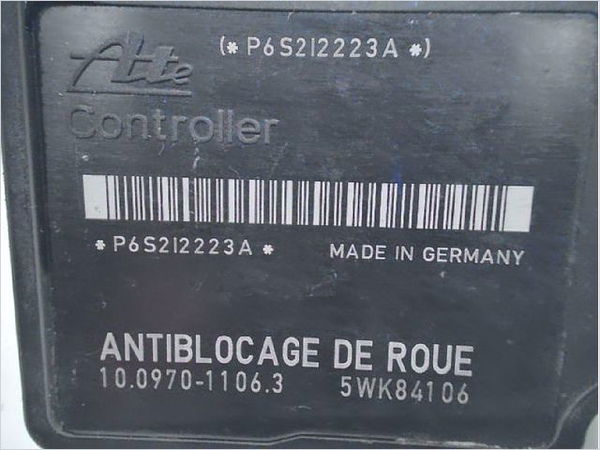 (* P6S2I2223A *)
Ate
Controller
* P6S2I2223A * MADE IN GERMANY
ANTIBLOCAGE DE ROUE
10.0970-1106.3 5WK84106